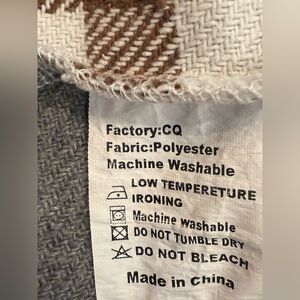 Factory:CQ
Fabric:Polyester
Machine Washable
LOW TEMPERETURE
IRONING
Machine washable
DO NOT TUMBLE DRY
DO NOT BLEACH
Made in China